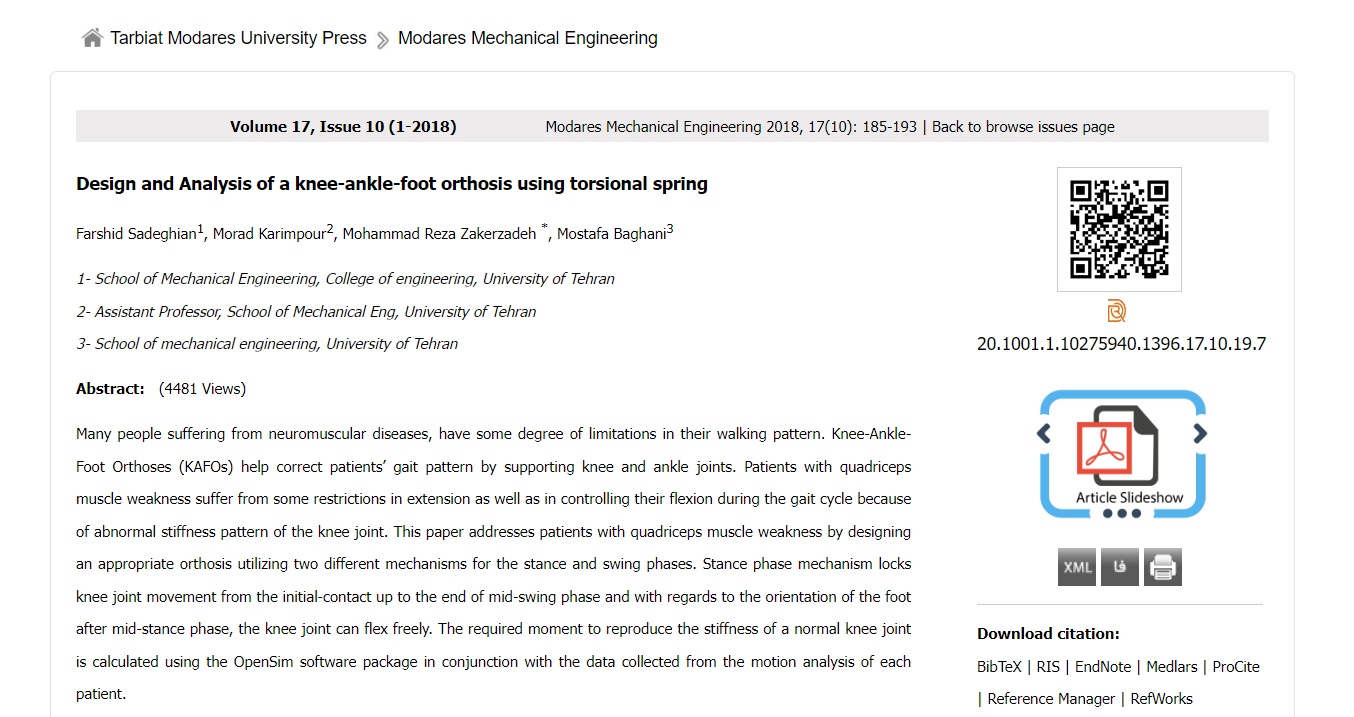 Tarbiat Modares University Press Modares Mechanical Engineering
Volume 17, Issue 10 (1-2018) Modares Mechanical Engineering 2018, 17(10): 185-193 | Back to browse issues page
Design and Analysis of a knee-ankle-foot orthosis using torsional spring
Farshid Sadeghian1, Morad Karimpour2, Mohammad Reza Zakerzadeh *, Mostafa Baghani3
1- School of Mechanical Engineering, College of engineering, University of Tehran
2- Assistant Professor, School of Mechanical Eng, University of Tehran
3- School of mechanical engineering, University of Tehran
Abstract: (4481 Views)
Many people suffering from neuromuscular diseases, have some degree of limitations in their walking pattern. Knee-Ankle-
Foot Orthoses (KAFOs) help correct patients’ gait pattern by supporting knee and ankle joints. Patients with quadriceps
muscle weakness suffer from some restrictions in extension as well as in controlling their flexion during the gait cycle because
of abnormal stiffness pattern of the knee joint. This paper addresses patients with quadriceps muscle weakness by designing
an appropriate orthosis utilizing two different mechanisms for the stance and swing phases. Stance phase mechanism locks
knee joint movement from the initial-contact up to the end of mid-swing phase and with regards to the orientation of the foot
after mid-stance phase, the knee joint can flex freely. The required moment to reproduce the stiffness of a normal knee joint
is calculated using the OpenSim software package in conjunction with the data collected from the motion analysis of each
patient.
20.1001.1.10275940.1396.17.10.19.7
Article Slideshow
XML فا
Download citation:
BibTeX | RIS | EndNote | Medlars | ProCite
| Reference Manager | RefWorks